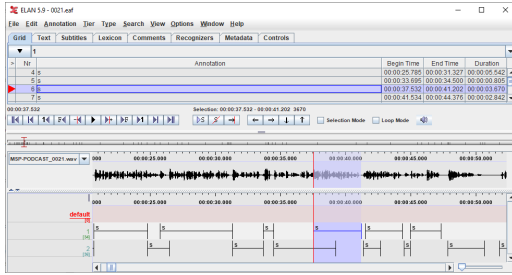 ELAN 5.9 - 0021.eaf
File Edit Annotation Tier Type Search View Options Window Help
Grid Text Subtitles Lexicon Comments Recognizers Metadata Controls
1
> Nr Annotation Begin Time End Time Duration
4 s 00:00:25.785 00:00:31.327 00:00:05.542
5 s 00:00:33.695 00:00:34.500 00:00:00.805
6 s 00:00:37.532 00:00:41.202 00:00:03.670
7 s 00:00:41.534 00:00:44.376 00:00:02.842
00:00:37.532 Selection: 00:00:37.532 - 00:00:41.202 3670
Selection Mode Loop Mode
MSP-PODCAST_0021.wav
000 00:00:25.000 00:00:30.000 00:00:35.000 00:00:40.000 00:00:45.000 00:00:50.000
000 00:00:25.000 00:00:30.000 00:00:35.000 00:00:40.000 00:00:45.000 00:00:50.000
default
1 s s s s s s
2 s s s s s s